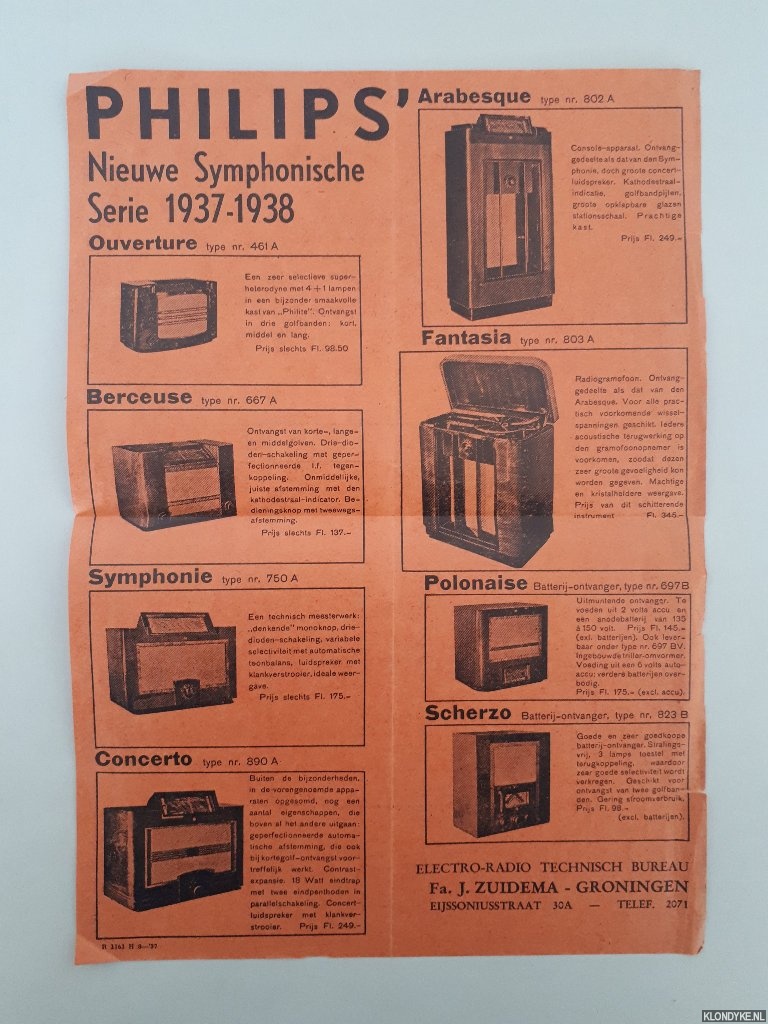 PHILIPS'
Nieuwe Symphonische
Serie 1937-1938
Ouverture type nr. 461 A
Een zeer selectieve super-
heterodyne met 4+1 lampen
in een bijzonder smaakvolle
kast van „Philite”. Ontvangst
in drie golfbanden: kort,
middel en lang.
Prijs slechts Fl. 98.50
Berceuse type nr. 667 A
Ontvangst van korte-, lange-
en middelgolven. Drie-dio-
den-schakeling met geper-
fectionneerde l.f. tegen-
koppeling. Onmiddellijke,
juiste afstemming met den
kathodestraal-indicator. Be-
dieningsknop met tweewegs-
afstemming.
Prijs slechts Fl. 137.-
Symphonie type nr. 750 A
Een technisch meesterwerk:
„denkende” monoknop, drie-
dioden-schakeling, variabele
selectiviteit met automatische
toonbalans, luidspreker met
klankverstrooier, ideale weer-
gave.
Prijs slechts Fl. 175.-
Concerto type nr. 890 A
Buiten de bijzonderheden,
in de vorengenoemde appa-
raten opgesomd, nog een
aantal eigenschappen, die
boven al het andere uitgaan:
geperfectionneerde automa-
tische afstemming, die ook
bij kortegolf-ontvangst voor-
treffelijk werkt. Contrast-
expansie. 18 Watt eindtrap
met twee eindpenthoden in
parallelschakeling. Concert-
luidspreker met klankver-
strooier. Prijs Fl. 249.-
R 1161 H 8-'37
Arabesque type nr. 802 A
Console-apparaat. Ontvang-
gedeelte als dat van den Sym-
phonie, doch groote concert-
luidspreker. Kathodestraal-
indicatie, golfbandpijlen,
groote opklapbare glazen
stationsschaal. Prachtige
kast.
Prijs Fl. 249.-
Fantasia type nr. 803 A
Radiogramofoon. Ontvang-
gedeelte als dat van den
Arabesque. Voor alle prac-
tisch voorkomende wissel-
spanningen geschikt. Iedere
acoustische terugwerking op
den gramofoonopnemer is
voorkomen, zoodat dezen
zeer groote gevoeligheid kon
worden gegeven. Machtige
en kristalheldere weergave.
Prijs van dit schitterende
instrument Fl. 345.-
Polonaise Batterij-ontvanger, type nr. 697 B
Uitmuntende ontvanger. Te
voeden uit 2 volts accu en
een anodebatterij van 135
à 150 volt. Prijs Fl. 145.-
(exl. batterijen). Ook lever-
baar onder type nr. 697 BV.
Ingebouwde triller-omvormer.
Voeding uit een 6 volts auto-
accu: verdere batterijen over-
bodig.
Prijs Fl. 175.- (excl. accu).
Scherzo Batterij-ontvanger, type nr. 823 B
Goede en zeer goedkoope
batterij-ontvanger. Stralings-
vrij, 3 lamps toestel met
terugkoppeling, waardoor
zeer goede selectiviteit wordt
verkregen. Geschikt voor
ontvangst van twee golfban-
den. Gering stroomverbruik.
Prijs Fl. 98.-
(excl. batterijen).
ELECTRO-RADIO TECHNISCH BUREAU
Fa. J. ZUIDEMA - GRONINGEN
EIJSSONIUSSTRAAT 30A — TELEF. 2071
KLONDYKE.NL